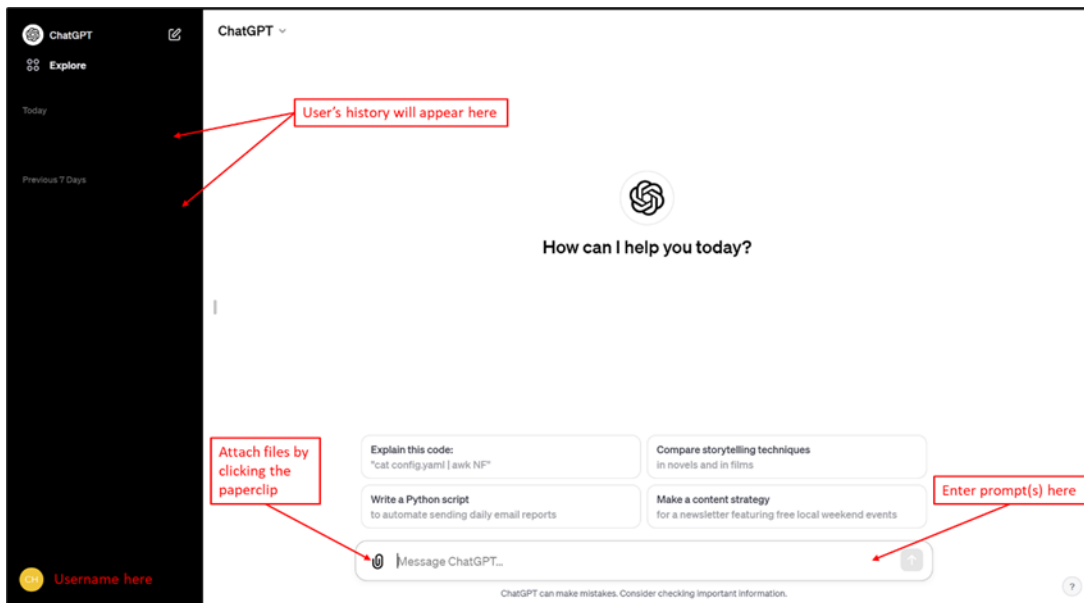 ChatGPT
Explore
Today
Previous 7 Days
CH
Username here
ChatGPT
User's history will appear here
How can I help you today?
Attach files by
clicking the
paperclip
Explain this code:
"cat config.yaml | awk NF"
Compare storytelling techniques
in novels and in films
Write a Python script
to automate sending daily email reports
Make a content strategy
for a newsletter featuring free local weekend events
Enter prompt(s) here
Message ChatGPT...
ChatGPT can make mistakes. Consider checking important information.
?